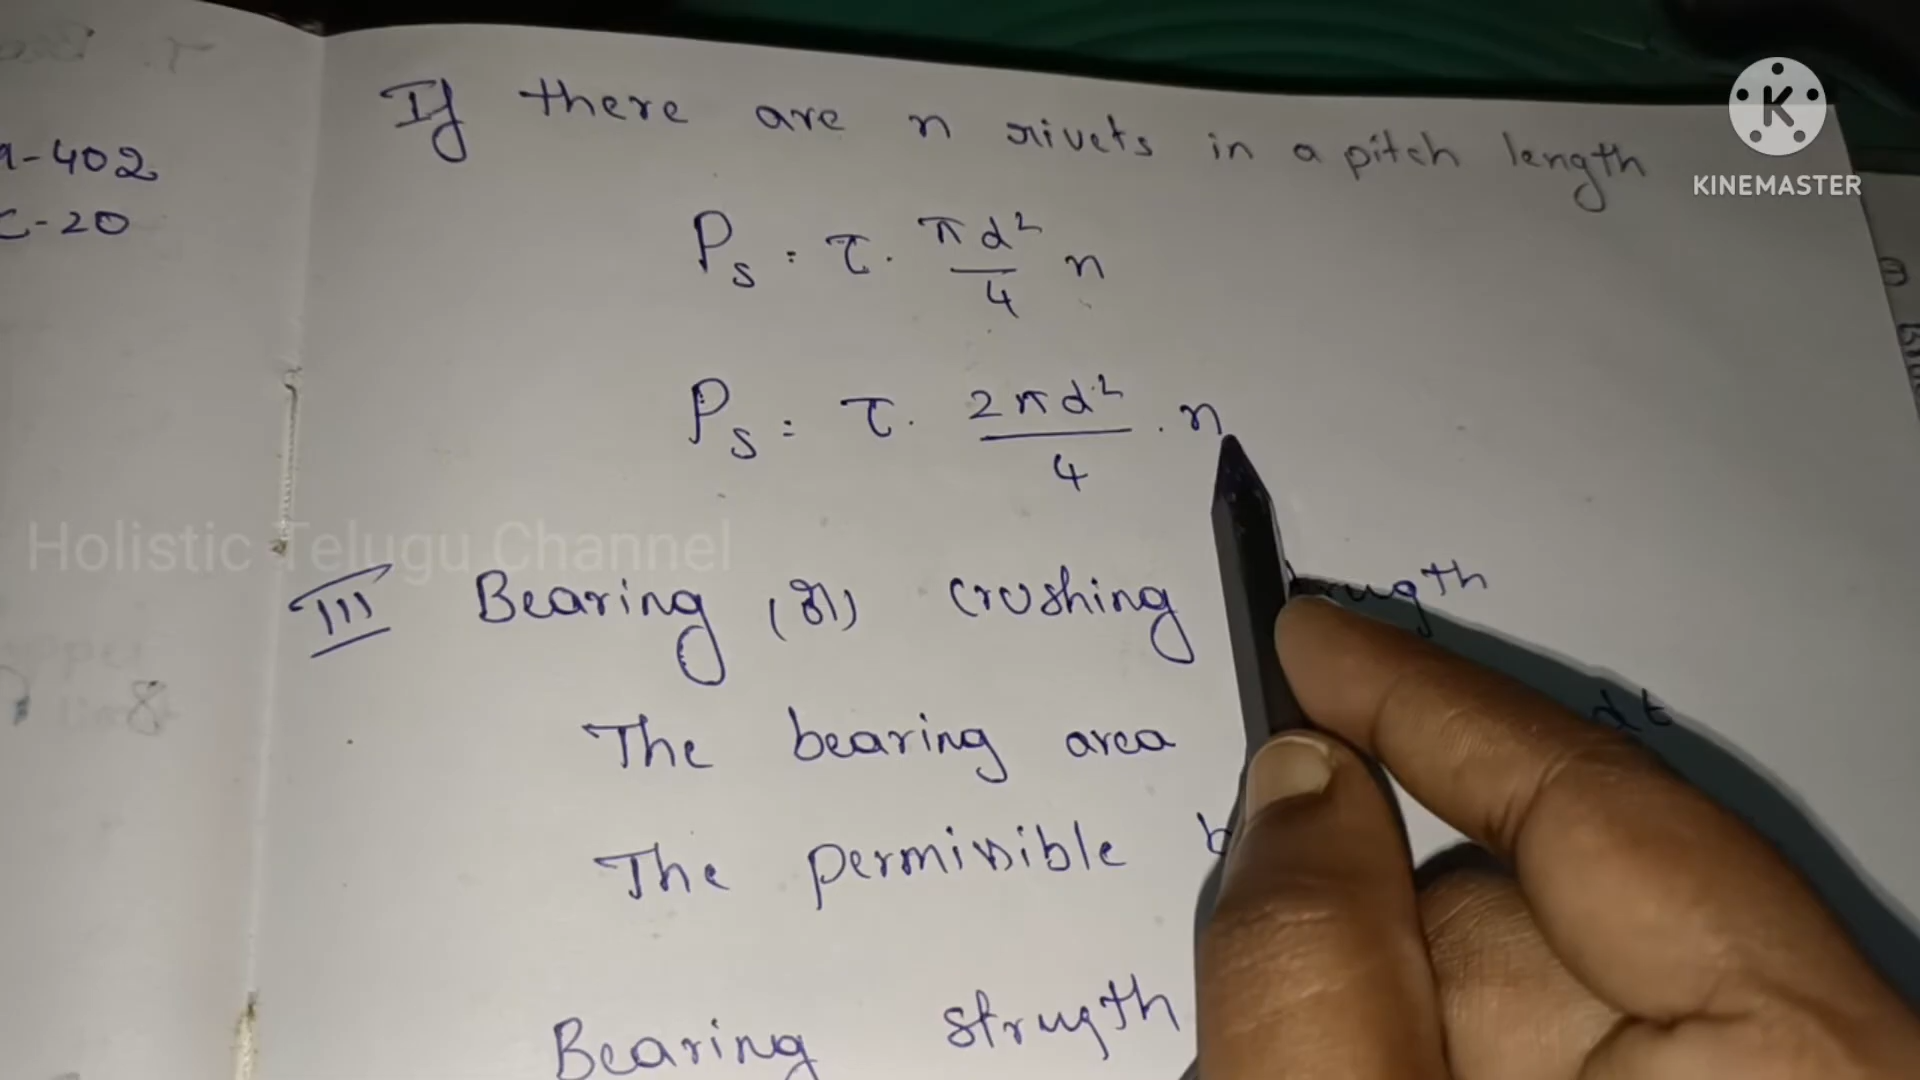 If there are n rivets in a pitch length
Ps = τ. πd²/4 n
Ps = τ. 2πd²/4 . n
III Bearing (or) crushing
The bearing area dt
The permissible
Bearing strength
M-402
C-20
KINEMASTER
Holistic Telugu Channel